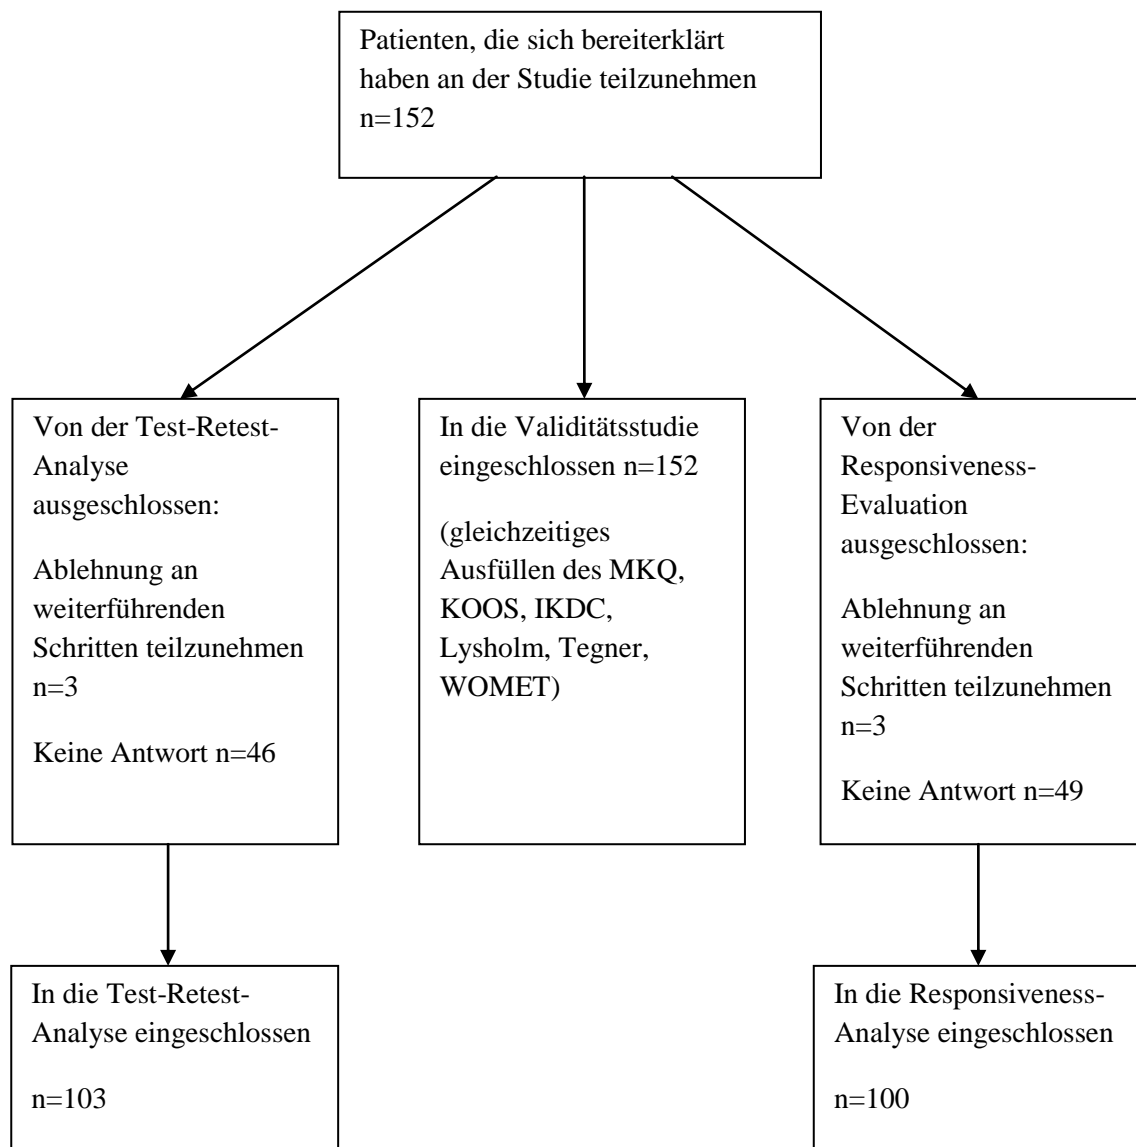 Patienten, die sich bereiterklärt
haben an der Studie teilzunehmen
n=152
Von der Test-Retest-
Analyse
ausgeschlossen:
Ablehnung an
weiterführenden
Schritten teilzunehmen
n=3
Keine Antwort n=46
In die Validitätsstudie
eingeschlossen n=152
(gleichzeitiges
Ausfüllen des MKQ,
KOOS, IKDC,
Lysholm, Tegner,
WOMET)
Von der
Responsiveness-
Evaluation
ausgeschlossen:
Ablehnung an
weiterführenden
Schritten teilzunehmen
n=3
Keine Antwort n=49
In die Test-Retest-
Analyse eingeschlossen
n=103
In die Responsiveness-
Analyse eingeschlossen
n=100